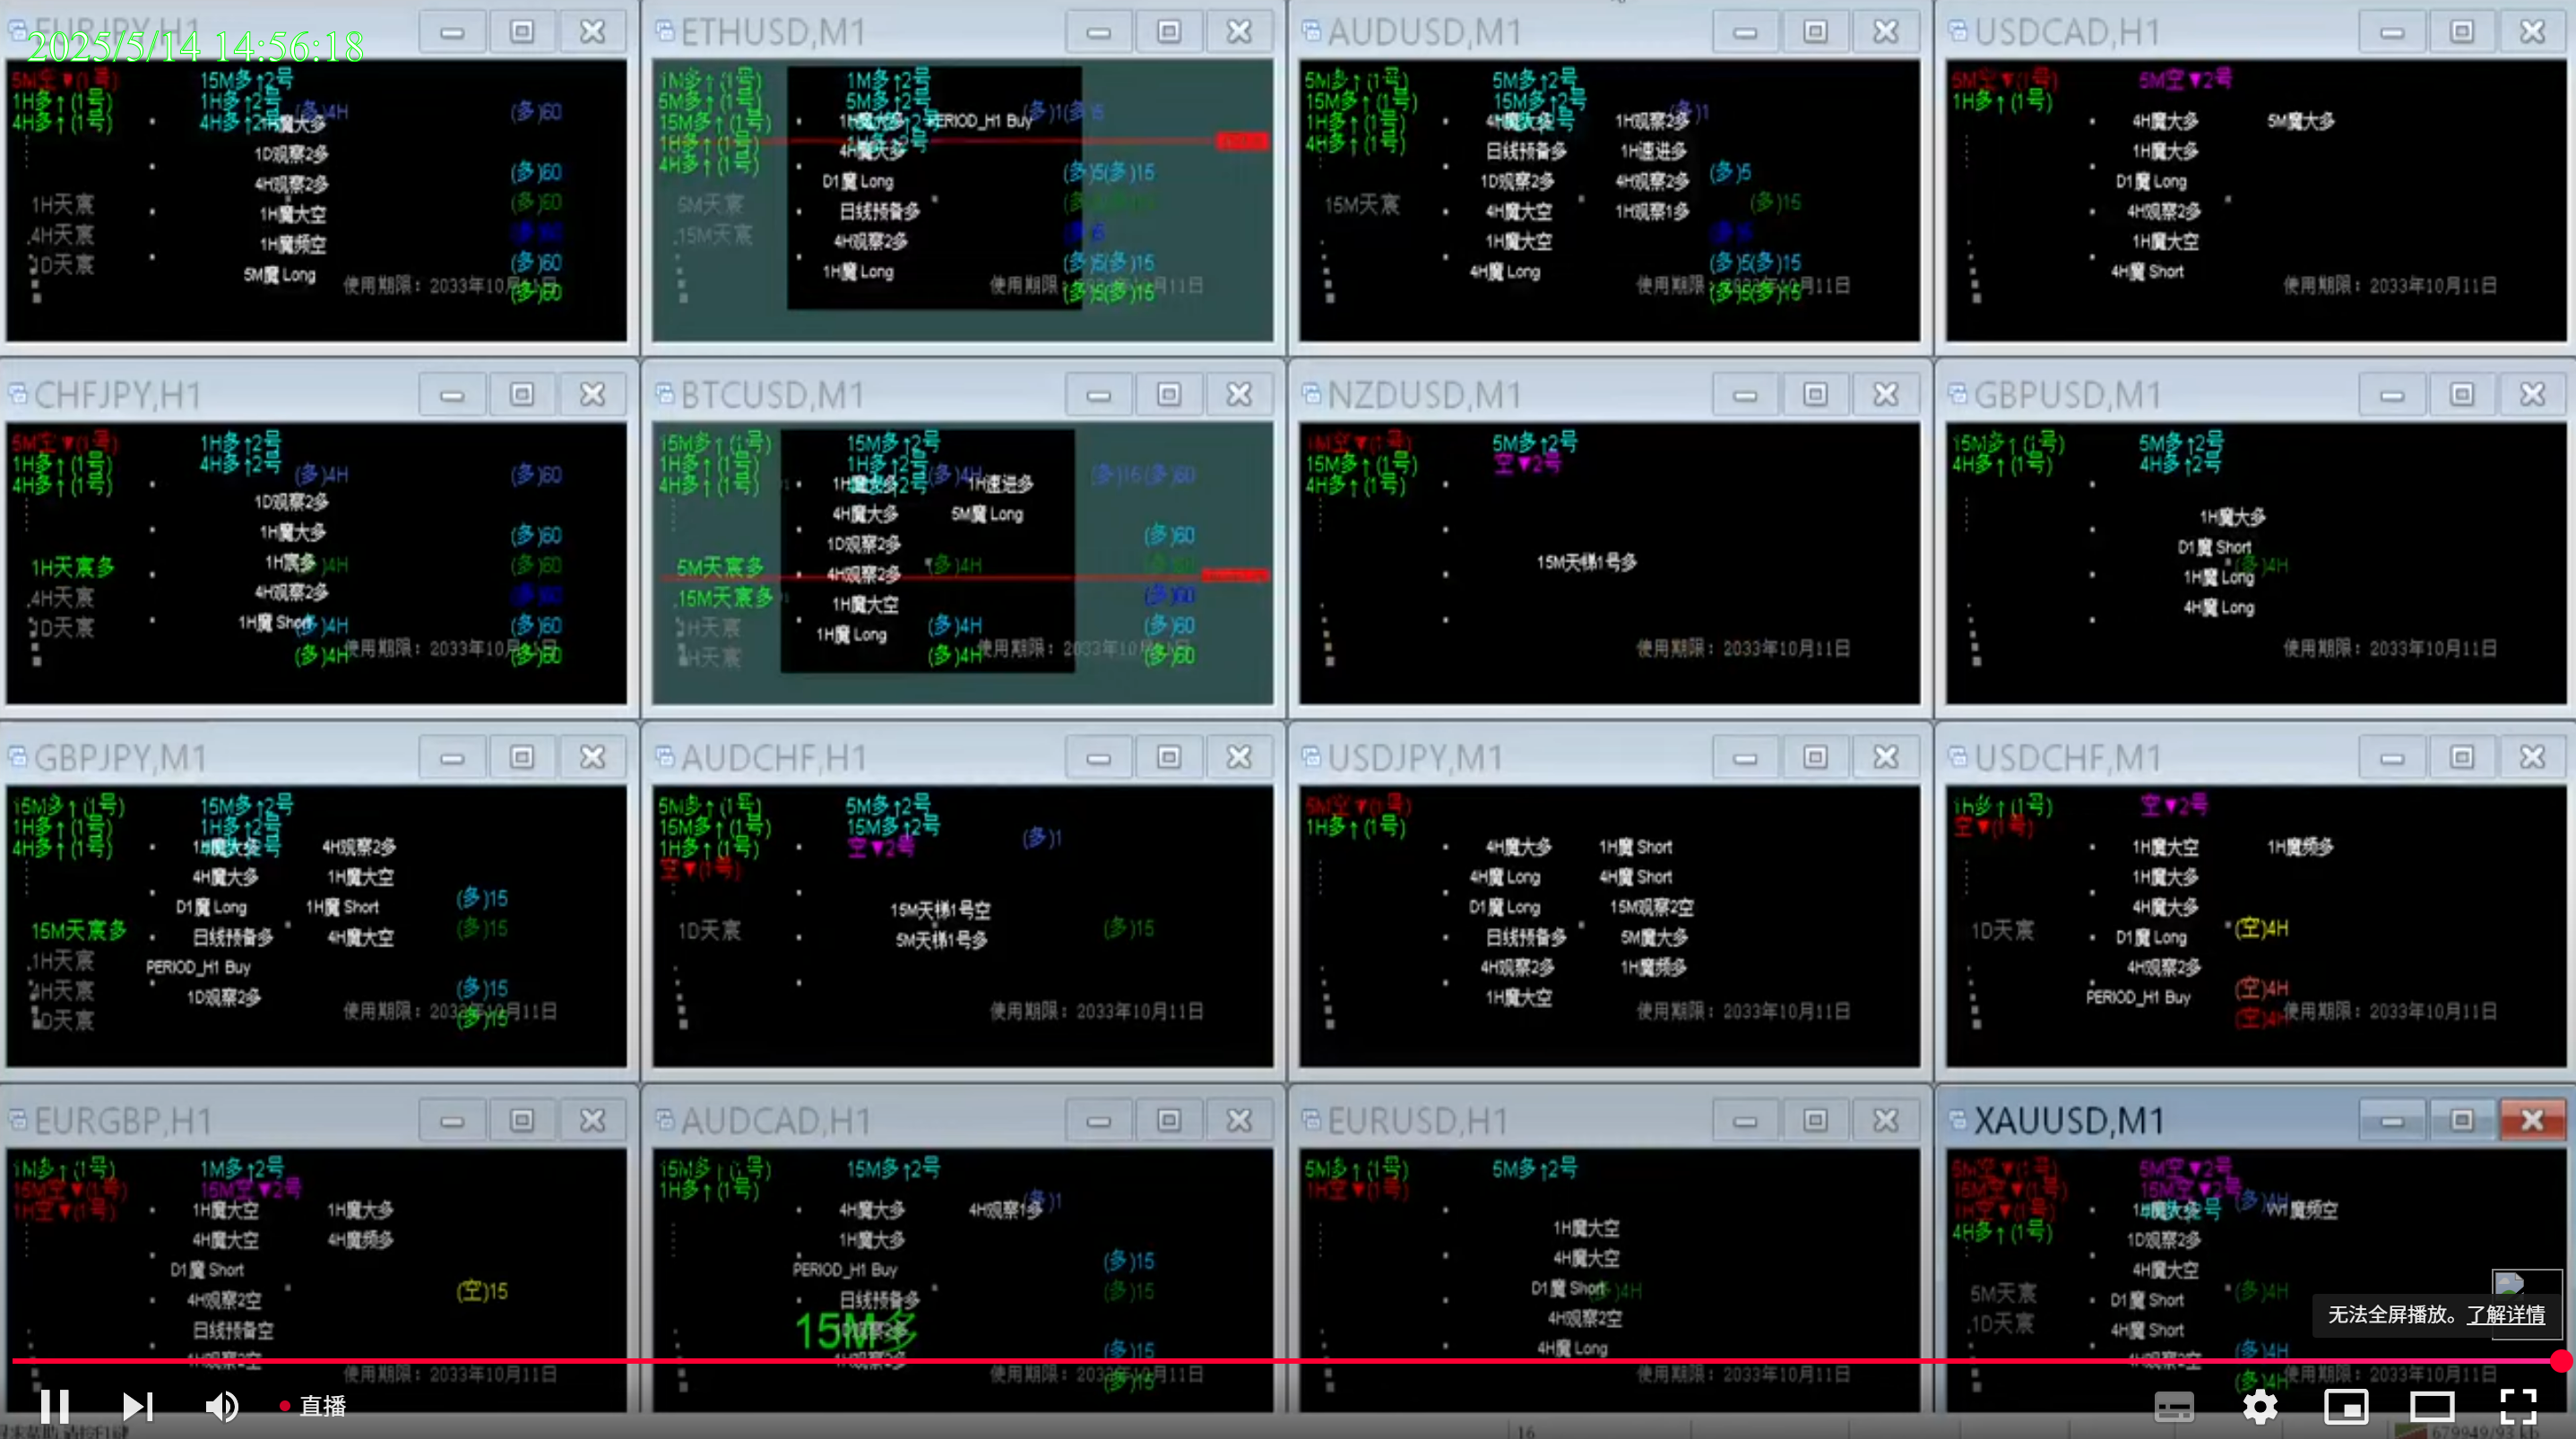 EURJPY,H1
2025/5/14 14:56:18
5M空▼(1号) 15M多↑2号
1H多↑(1号) 1H多↑2号 (多)4H (多)60
4H多↑(1号) 4H多↑2号 1H魔大多
1D观察2多
(多)60
4H观察2多
1H天宸 1H魔大空 (多)60
4H天宸 1H魔频空
1D天宸 (多)60
5M魔 Long 使用期限：2033年10月11日
(多)60
ETHUSD,M1
1M多↑(1号) 1M多↑2号
5M多↑(1号) 5M多↑2号
15M多↑(1号) 1H魔大多 PERIOD_H1 Buy
1H多↑(1号)
4H多↑(1号) 4H魔大多
D1魔 Long (多)5(多)15
5M天宸 日线预备多
15M天宸 4H观察2多
1H魔 Long (多)5(多)15
使用期限：2033年10月11日
(多)5(多)15
AUDUSD,M1
5M多↑(1号) 5M多↑2号
15M多↑(1号) 15M多↑2号 (多)1
1H多↑(1号) 4H魔大多 1H观察2多
4H多↑(1号) 日线预备多 1H速进多
1D观察2多 4H观察2多 (多)5
15M天宸 4H魔大空 1H观察1多 (多)15
1H魔大空
4H魔 Long (多)5(多)15
使用期限：2033年10月11日
(多)5(多)15
USDCAD,H1
5M空▼(1号) 5M空▼2号
1H多↑(1号)
4H魔大多 5M魔大多
1H魔大多
D1魔 Long
4H观察2多
1H魔大空
4H魔 Short
使用期限：2033年10月11日
CHFJPY,H1
5M空▼(1号) 1H多↑2号
1H多↑(1号) 4H多↑2号
4H多↑(1号) (多)4H (多)60
1D观察2多
1H魔大多 (多)60
1H天宸多 1H宸多 (多)60
4H天宸 4H观察2多
1D天宸 1H魔 Short (多)4H (多)60
(多)4H 使用期限：2033年10月11日 (多)60
BTCUSD,M1
15M多↑(1号) 15M多↑2号
1H多↑(1号) 1H多↑2号
4H多↑(1号) (多)4H 1H速进多 (多)60
4H魔大多 5M魔 Long
1D观察2多 (多)60
5M天宸多 4H观察2多 (多)4H
15M天宸多 1H魔大空 (多)60
1H天宸 1H魔 Long (多)4H (多)60
4H天宸 (多)4H 使用期限：2033年10月11日 (多)60
NZDUSD,M1
1M空▼(1号) 5M多↑2号
15M多↑(1号) 空▼2号
4H多↑(1号)
15M天梯1号多
使用期限：2033年10月11日
GBPUSD,M1
15M多↑(1号) 5M多↑2号
4H多↑(1号) 4H多↑2号
1H魔大多
D1魔 Short
1H魔 Long (多)4H
4H魔 Long
使用期限：2033年10月11日
GBPJPY,M1
15M多↑(1号) 15M多↑2号
1H多↑(1号) 1H多↑2号
4H多↑(1号) 1H魔大多 4H观察2多
4H魔大多 1H魔大空
D1魔 Long 1H魔 Short (多)15
15M天宸多 日线预备多 4H魔大空 (多)15
1H天宸 PERIOD_H1 Buy
4H天宸 1D观察2多 (多)15
1D天宸 使用期限：2033年10月11日 (多)15
AUDCHF,H1
5M多↑(1号) 5M多↑2号
15M多↑(1号) 15M多↑2号
1H多↑(1号) 空▼2号 (多)1
空▼(1号)
15M天梯1号空
1D天宸 5M天梯1号多 (多)15
使用期限：2033年10月11日
USDJPY,M1
5M空▼(1号)
1H多↑(1号)
4H魔大多 1H魔 Short
4H魔 Long 4H魔 Short
D1魔 Long 15M观察2空
日线预备多 5M魔大多
4H观察2多 1H魔频多
1H魔大空
使用期限：2033年10月11日
USDCHF,M1
1H多↑(1号) 空▼2号
空▼(1号)
1H魔大空 1H魔频多
1H魔大多
4H魔大多
1D天宸 D1魔 Long (空)4H
4H观察2多
PERIOD_H1 Buy (空)4H
(空)4H 使用期限：2033年10月11日
EURGBP,H1
1M多↑(1号) 1M多↑2号
15M空▼(1号) 15M空▼2号
1H空▼(1号) 1H魔大空 1H魔大多
4H魔大空 4H魔频多
D1魔 Short
4H观察2空 (空)15
日线预备空
使用期限：2033年10月11日
AUDCAD,H1
15M多↑(1号) 15M多↑2号
1H多↑(1号)
4H魔大多 4H观察1多 (多)1
1H魔大多
PERIOD_H1 Buy (多)15
日线预备多 (多)15
15M多
(多)15
使用期限：2033年10月11日
(多)15
EURUSD,H1
5M多↑(1号) 5M多↑2号
1H空▼(1号)
1H魔大空
4H魔大空
D1魔 Short (多)4H
4H观察2空
4H魔 Long
使用期限：2033年10月11日
XAUUSD,M1
5M空▼(1号) 5M空▼2号
15M空▼(1号) 15M空▼2号
1H空▼(1号) (多)4H W1魔频空
4H多↑(1号) 1D观察2多
4H魔大空
5M天宸 D1魔 Short (多)4H
1D天宸 4H魔 Short
(多)4H
(多)4H 使用期限：2033年10月11日
无法全屏播放。了解详情
直播
16